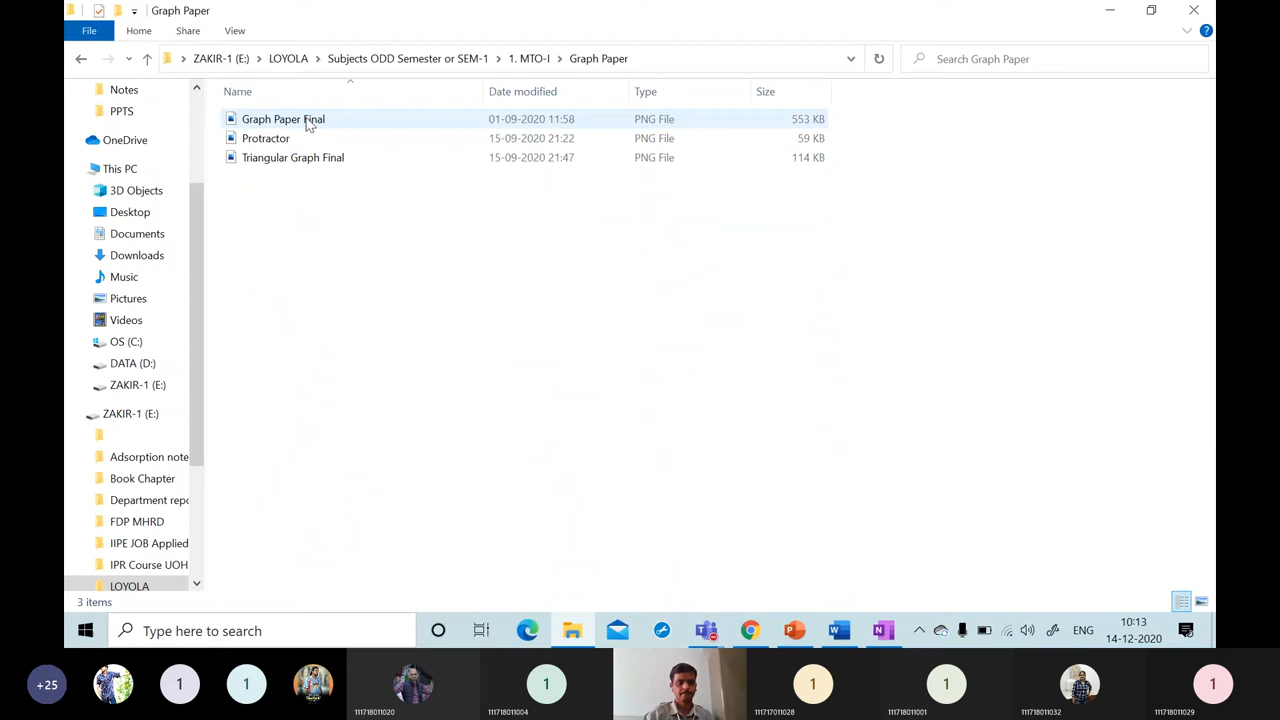 Graph Paper
File Home Share View
ZAKIR-1 (E:) LOYOLA Subjects ODD Semester or SEM-1 1. MTO-I Graph Paper Search Graph Paper
Name Date modified Type Size
Graph Paper Final 01-09-2020 11:58 PNG File 553 KB
Protractor 15-09-2020 21:22 PNG File 59 KB
Triangular Graph Final 15-09-2020 21:47 PNG File 114 KB
Notes
PPTS
OneDrive
This PC
3D Objects
Desktop
Documents
Downloads
Music
Pictures
Videos
OS (C:)
DATA (D:)
ZAKIR-1 (E:)
ZAKIR-1 (E:)
Adsorption note
Book Chapter
Department repo
FDP MHRD
IIPE JOB Applied
IPR Course UOH
LOYOLA
3 items
Type here to search ENG 10:13
14-12-2020
+25 1 1 1 1 1 1
111718011020 111718011004 111717011028 111718011001 111718011032 111718011029